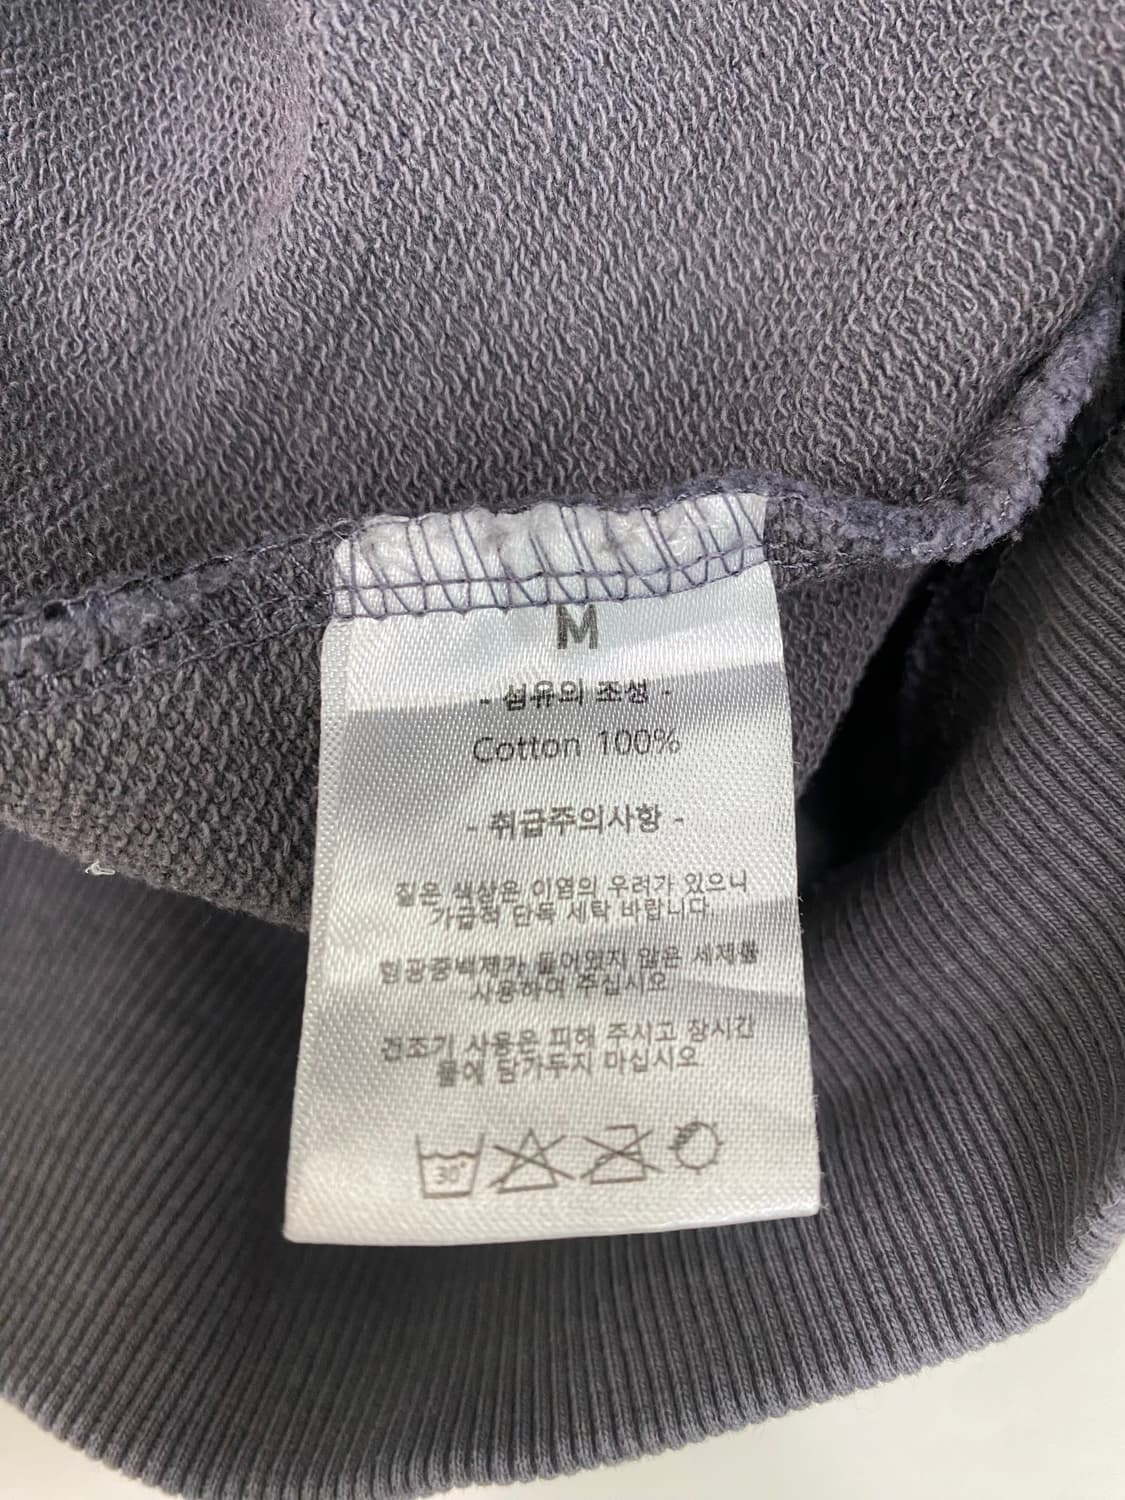 M
- 섬유의 조성 -
Cotton 100%
- 취급주의사항 -
짙은 색상은 이염의 우려가 있으니
가급적 단독 세탁 바랍니다
형광증백제가 들어있지 않은 세제를
사용하여 주십시오
건조기 사용은 피해 주시고 장시간
물에 담가두지 마십시오
30°